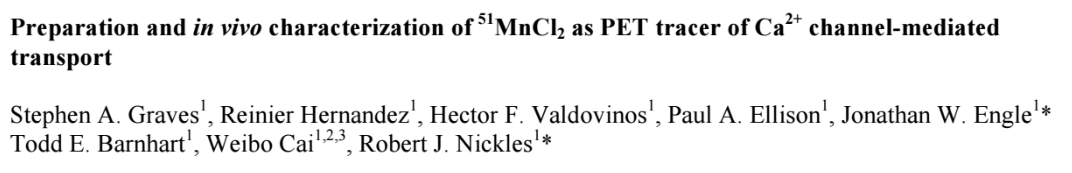 Preparation and in vivo characterization of ⁵¹MnCl₂ as PET tracer of Ca²⁺ channel-mediated
transport
Stephen A. Graves¹, Reinier Hernandez¹, Hector F. Valdovinos¹, Paul A. Ellison¹, Jonathan W. Engle¹*
Todd E. Barnhart¹, Weibo Cai¹,²,³, Robert J. Nickles¹*